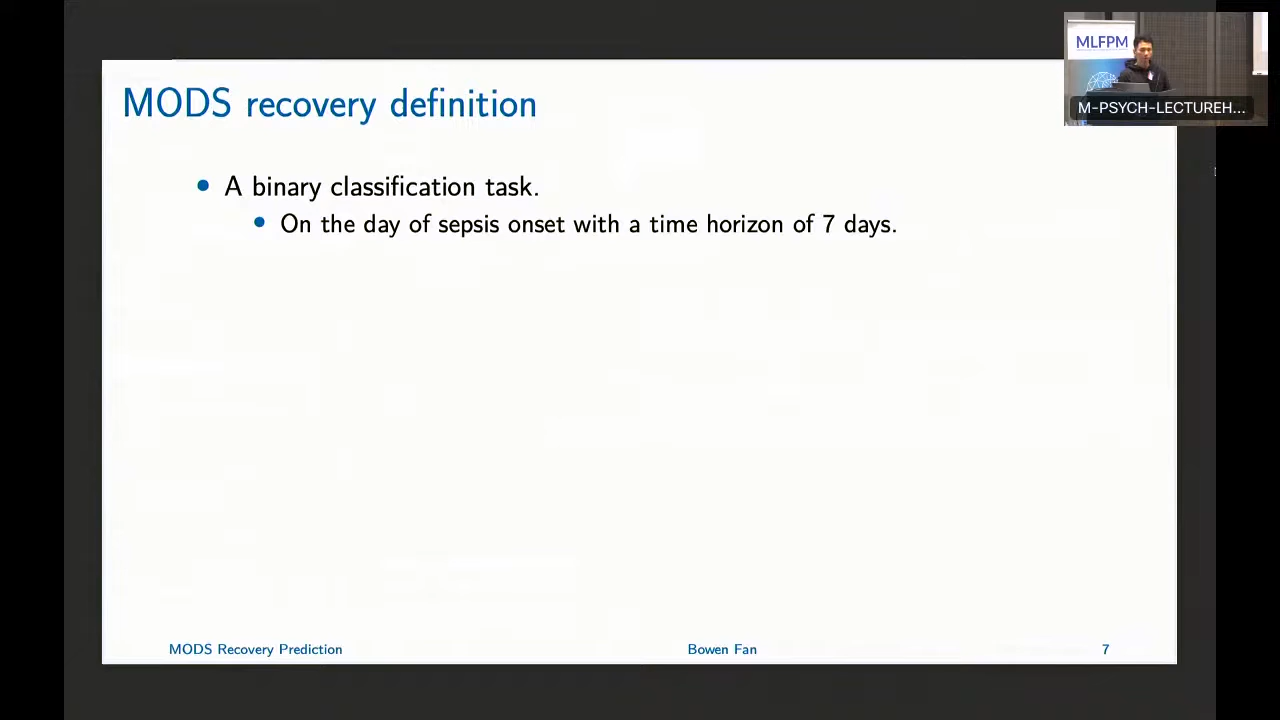 MODS recovery definition
MLFPM
M-PSYCH-LECTUREH...
A binary classification task.
On the day of sepsis onset with a time horizon of 7 days.
MODS Recovery Prediction
Bowen Fan
7